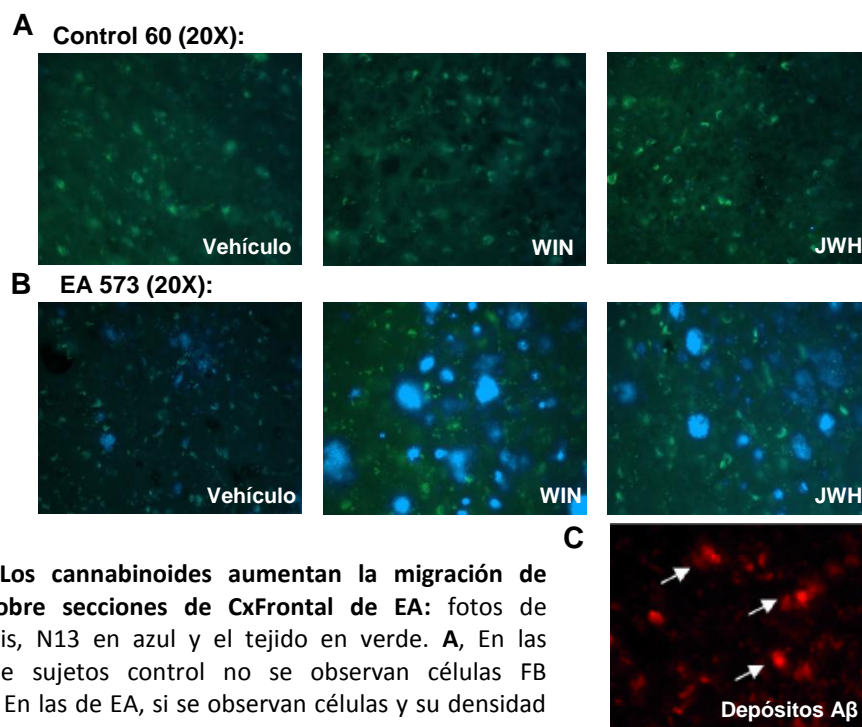 A Control 60 (20X):
Vehículo WIN JWH
B EA 573 (20X):
Vehículo WIN JWH
C
Los cannabinoides aumentan la migración de
obre secciones de CxFrontal de EA: fotos de
is, N13 en azul y el tejido en verde. A, En las
e sujetos control no se observan células FB
En las de EA, si se observan células y su densidad
Depósitos Aβ